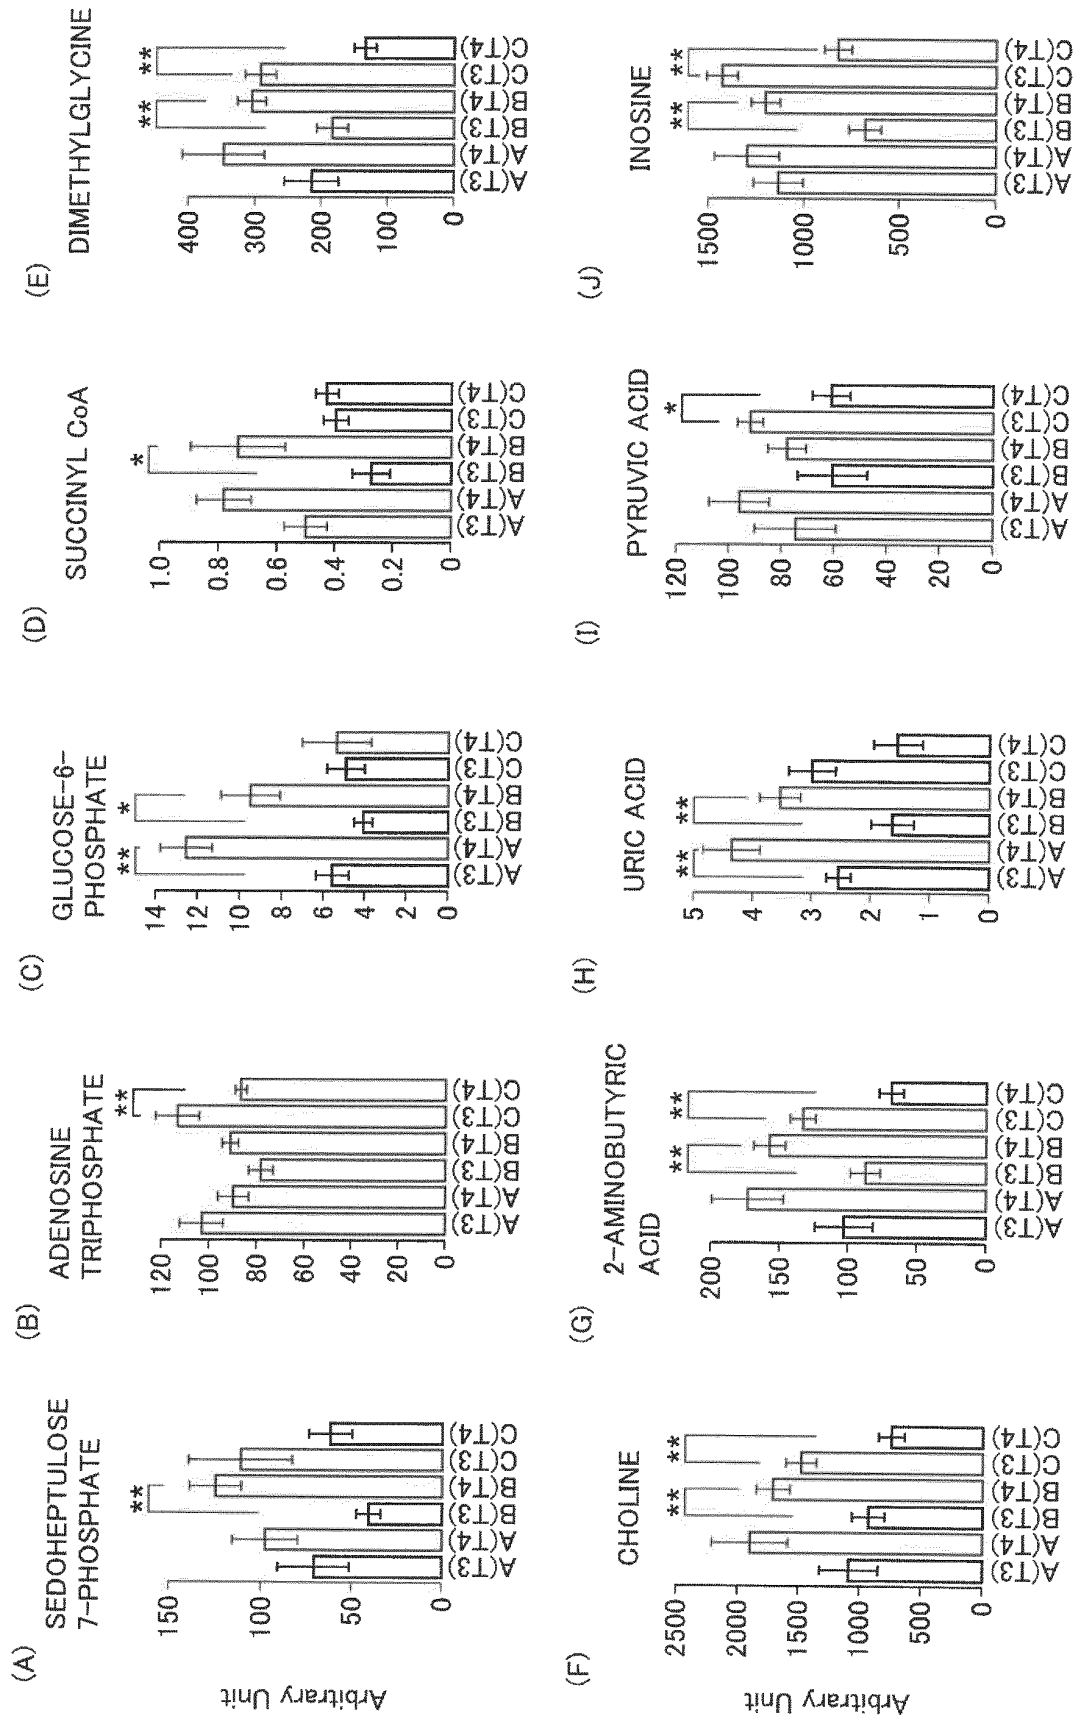 (A)
SEDOHEPTULOSE
7-PHOSPHATE
Arbitrary Unit
150
100
50
0
**
A(T3)
A(T4)
B(T3)
B(T4)
C(T3)
C(T4)
(B)
ADENOSINE
TRIPHOSPHATE
120
100
80
60
40
20
0
**
A(T3)
A(T4)
B(T3)
B(T4)
C(T3)
C(T4)
(C)
GLUCOSE-6-
PHOSPHATE
14
12
10
8
6
4
2
0
**
*
A(T3)
A(T4)
B(T3)
B(T4)
C(T3)
C(T4)
(D)
SUCCINYL CoA
1.0
0.8
0.6
0.4
0.2
0
*
A(T3)
A(T4)
B(T3)
B(T4)
C(T3)
C(T4)
(E)
DIMETHYLGLYCINE
400
300
200
100
0
**
**
A(T3)
A(T4)
B(T3)
B(T4)
C(T3)
C(T4)
(F)
CHOLINE
Arbitrary Unit
2500
2000
1500
1000
500
0
**
**
A(T3)
A(T4)
B(T3)
B(T4)
C(T3)
C(T4)
(G)
2-AMINOBUTYRIC
ACID
200
150
100
50
0
**
**
A(T3)
A(T4)
B(T3)
B(T4)
C(T3)
C(T4)
(H)
URIC ACID
5
4
3
2
1
0
**
**
A(T3)
A(T4)
B(T3)
B(T4)
C(T3)
C(T4)
(I)
PYRUVIC ACID
120
100
80
60
40
20
0
*
A(T3)
A(T4)
B(T3)
B(T4)
C(T3)
C(T4)
(J)
INOSINE
1500
1000
500
0
**
**
A(T3)
A(T4)
B(T3)
B(T4)
C(T3)
C(T4)